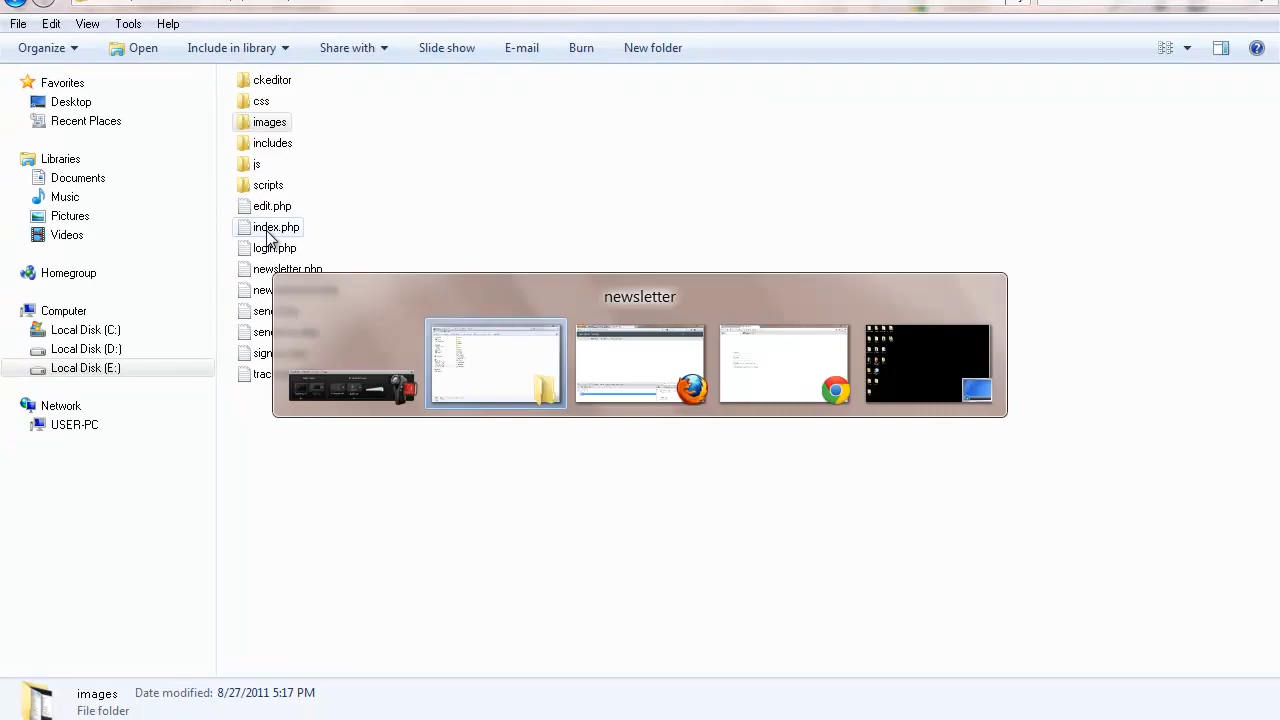 File Edit View Tools Help
Organize Open Include in library Share with Slide show E-mail Burn New folder
Favorites
Desktop
Recent Places
Libraries
Documents
Music
Pictures
Videos
Homegroup
Computer
Local Disk (C:)
Local Disk (D:)
Local Disk (E:)
Network
USER-PC
ckeditor
css
images
includes
js
scripts
edit.php
index.php
login.php
newsletter.php
newsletter
images Date modified: 8/27/2011 5:17 PM
File folder